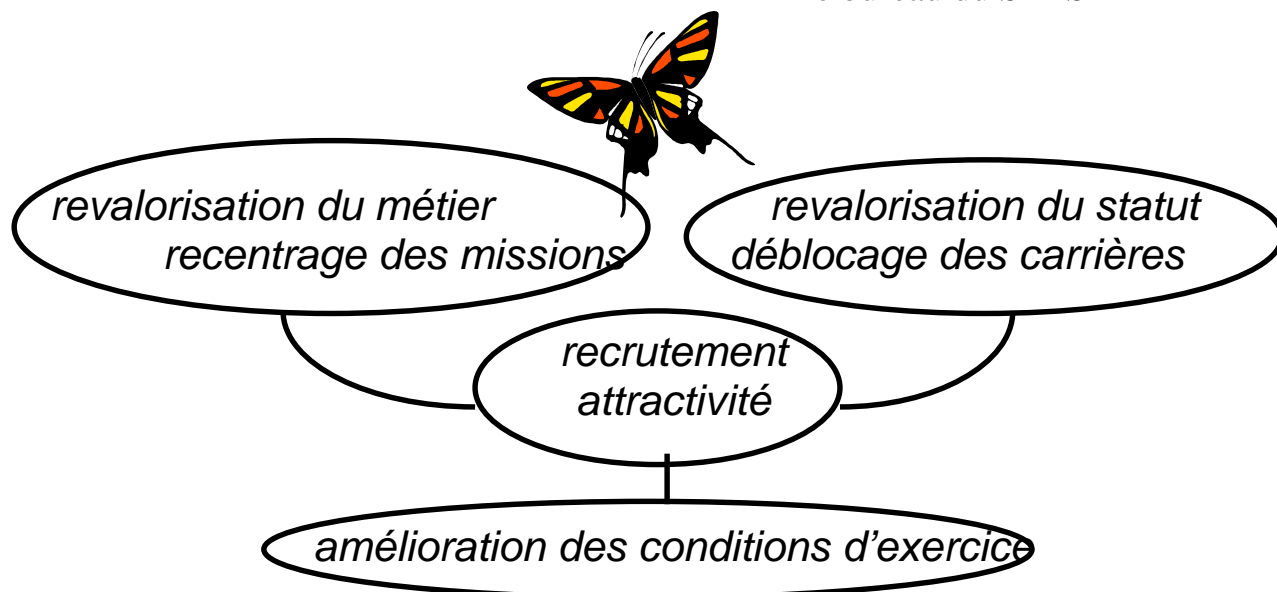 revalorisation du métier
recentrage des missions
revalorisation du statut
déblocage des carrières
recrutement
attractivité
amélioration des conditions d’exercice